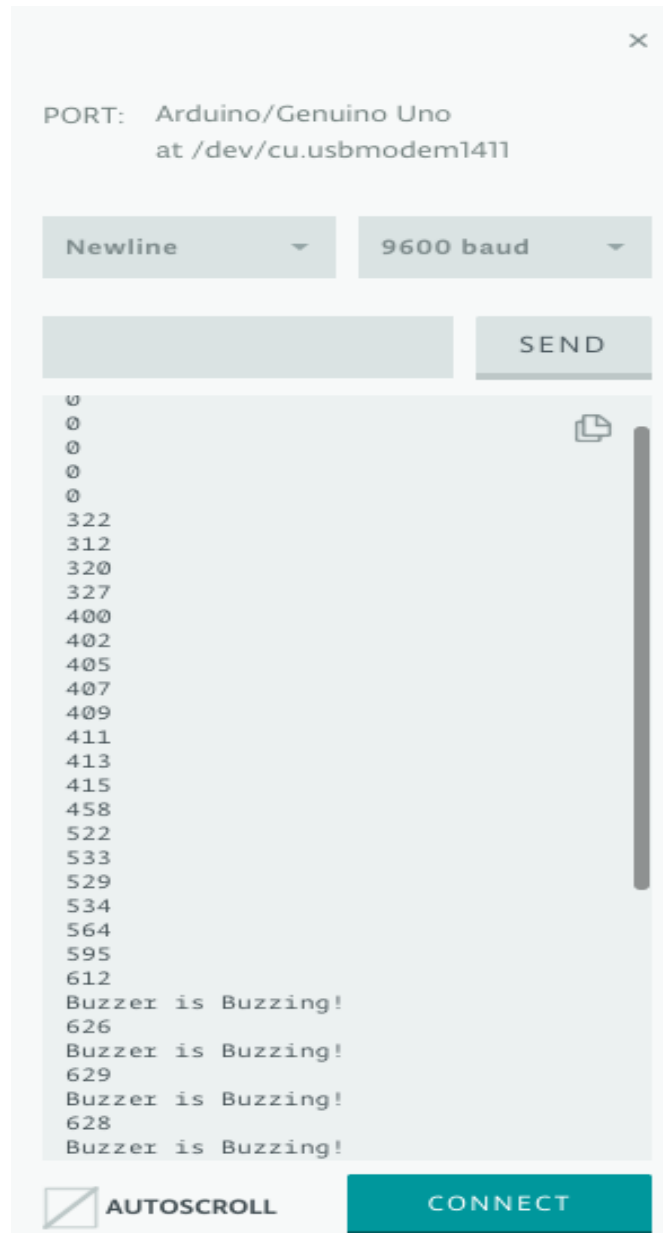 PORT: Arduino/Genuino Uno
at /dev/cu.usbmodem1411
Newline
9600 baud
SEND
0
0
0
0
0
322
312
320
327
400
402
405
407
409
411
413
415
458
522
533
529
534
564
595
612
Buzzer is Buzzing!
626
Buzzer is Buzzing!
629
Buzzer is Buzzing!
628
Buzzer is Buzzing!
AUTOSCROLL
CONNECT